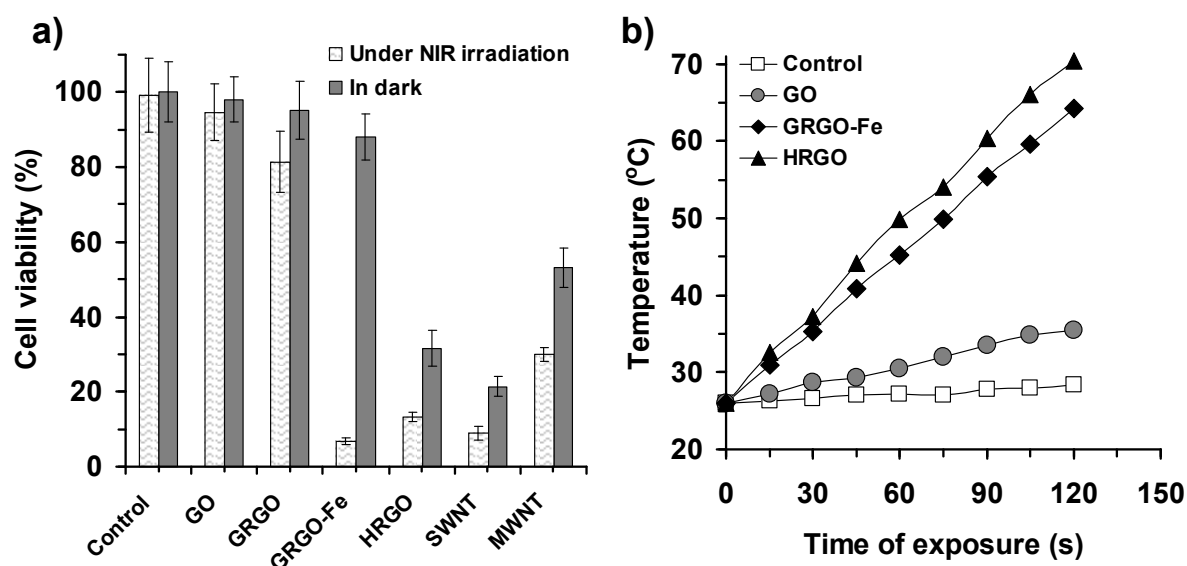 a)
Under NIR irradiation
In dark
Cell viability (%)
100
80
60
40
20
0
Control
GO
GRGO
GRGO-Fe
HRGO
SWNT
MWNT
b)
Control
GO
GRGO-Fe
HRGO
Temperature (ºC)
70
60
50
40
30
20
0 30 60 90 120 150
Time of exposure (s)